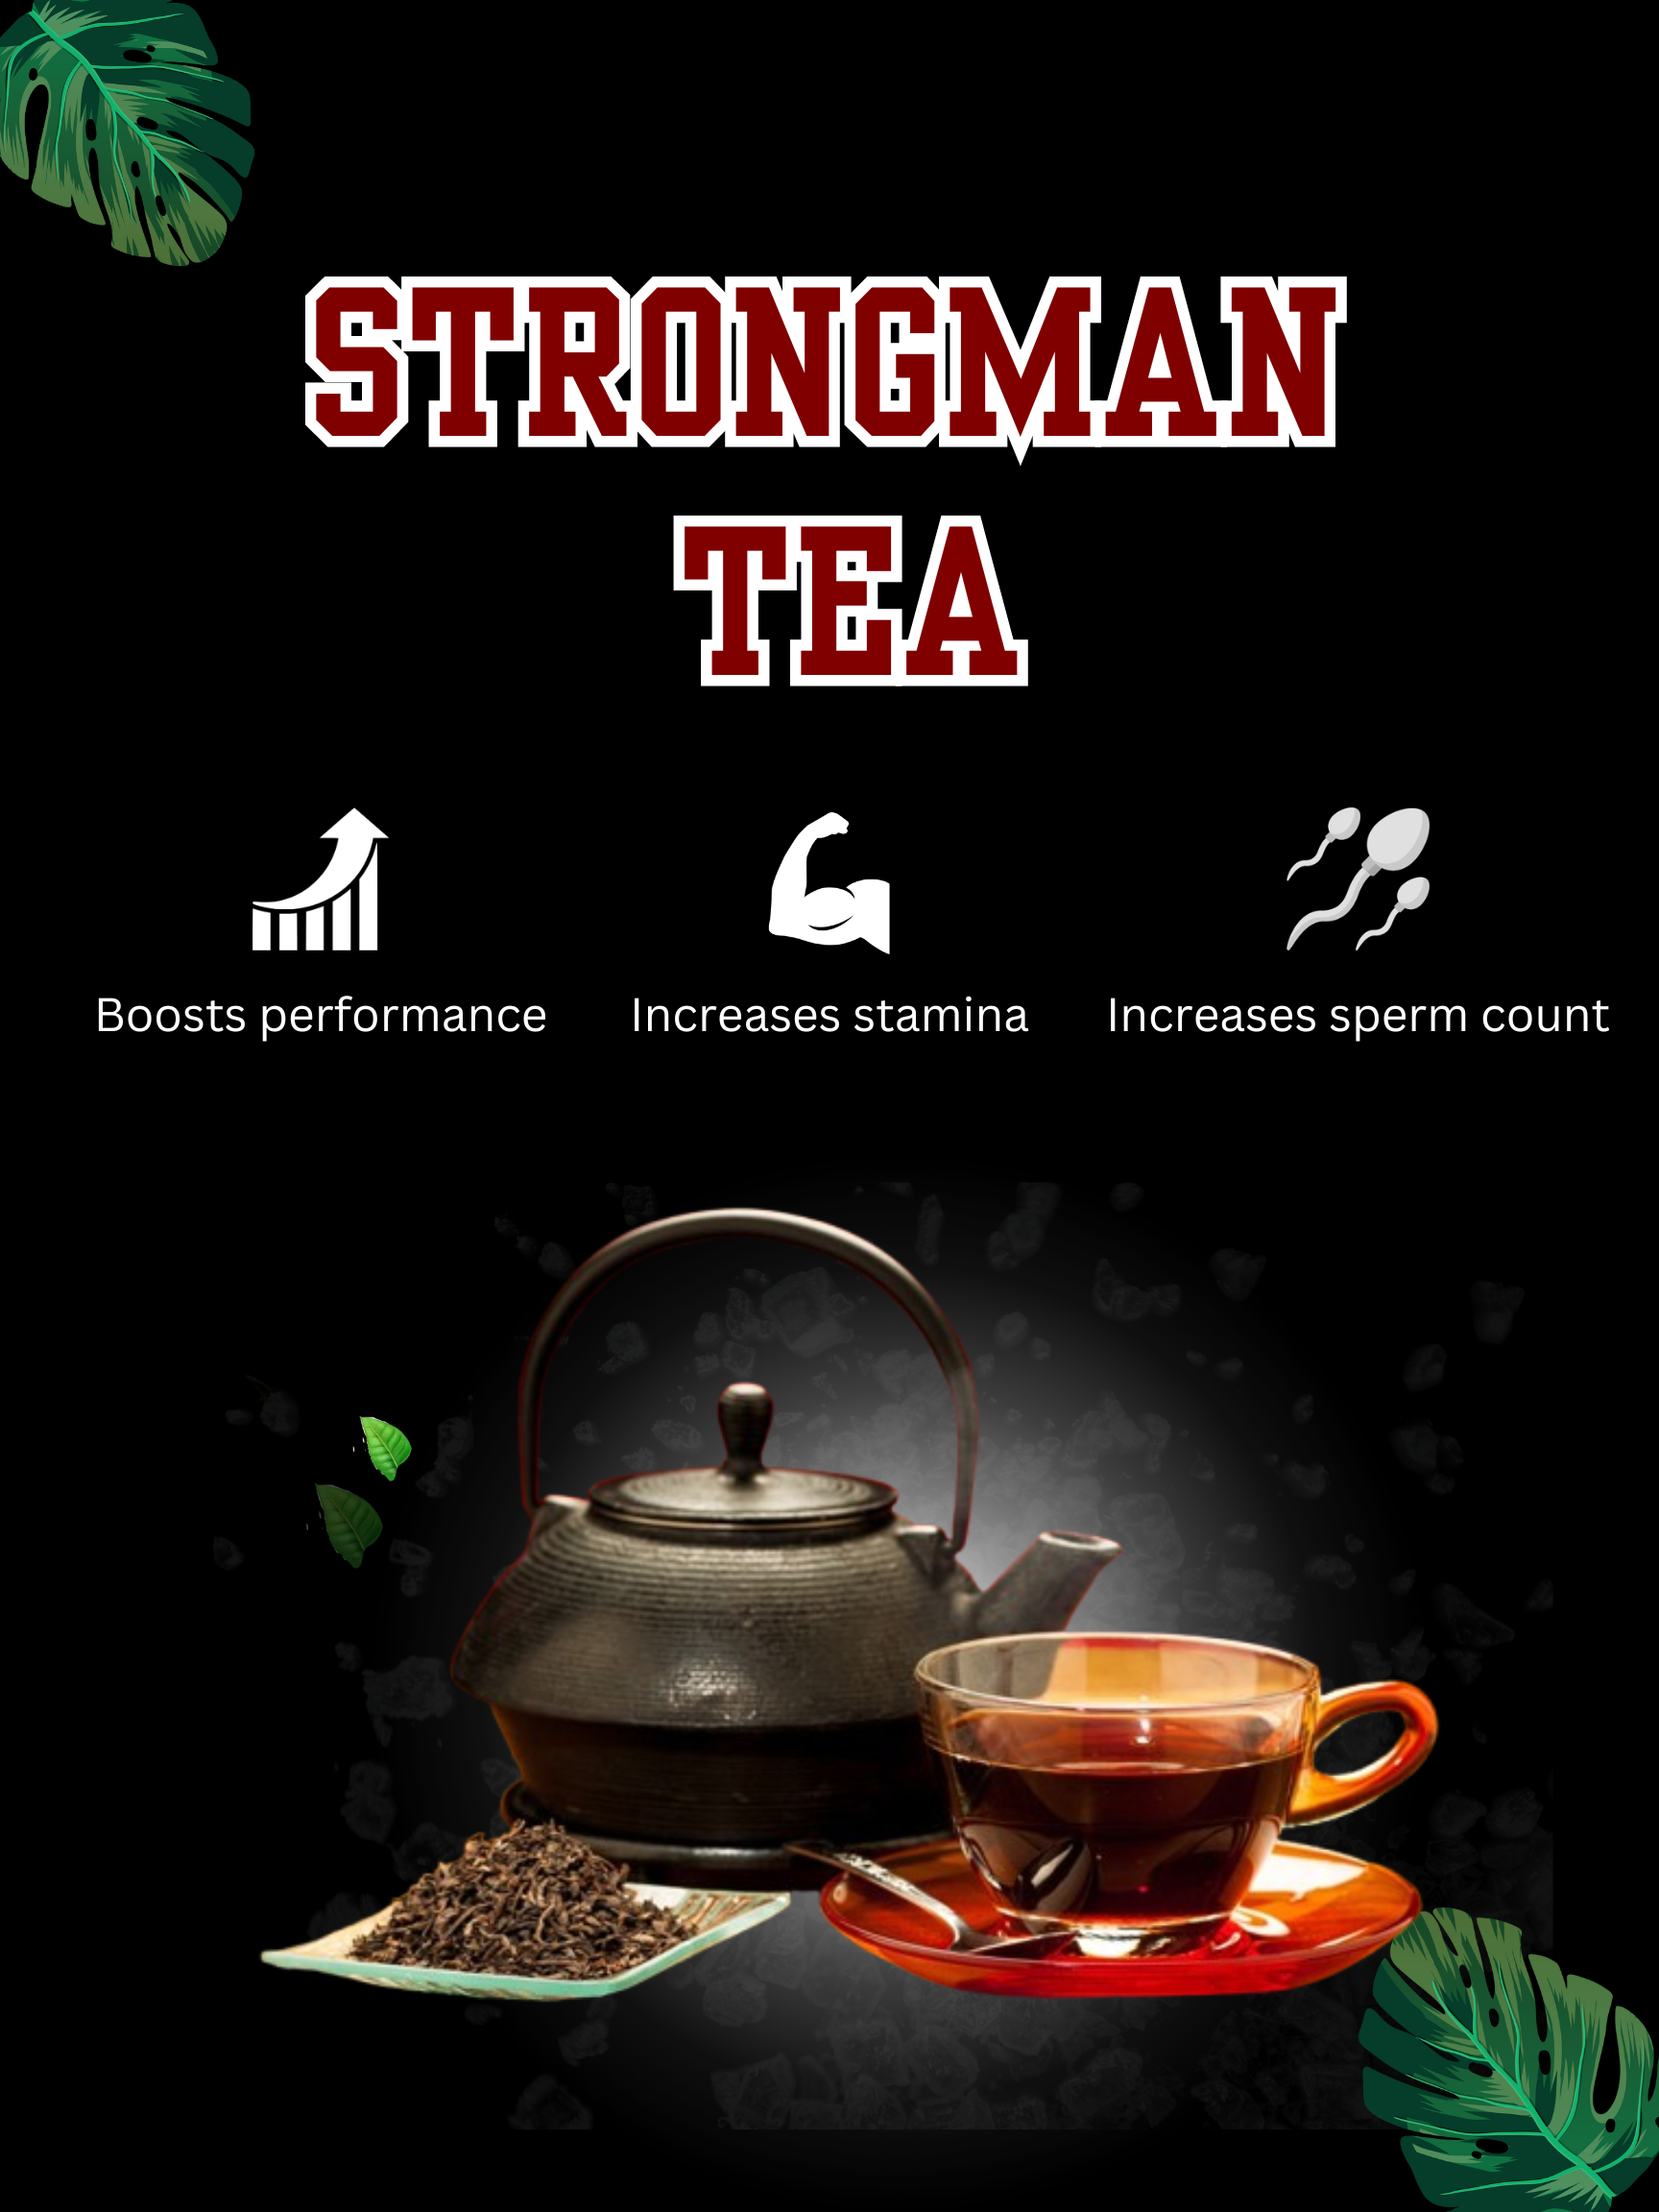 STRONGMAN
TEA
Boosts performance
Increases stamina
Increases sperm count